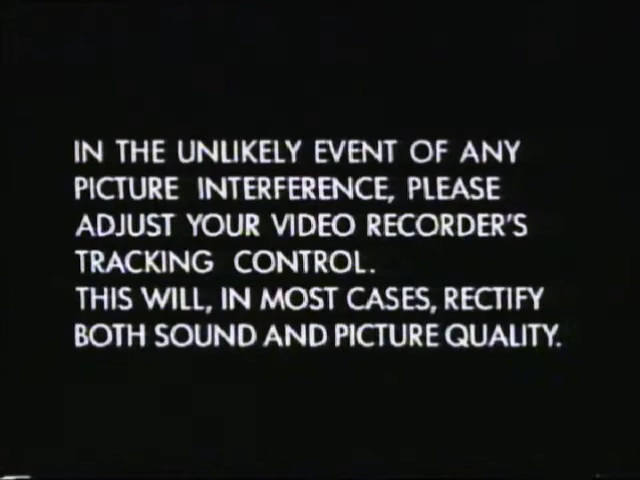 IN THE UNLIKELY EVENT OF ANY
PICTURE INTERFERENCE, PLEASE
ADJUST YOUR VIDEO RECORDER'S
TRACKING CONTROL.
THIS WILL, IN MOST CASES, RECTIFY
BOTH SOUND AND PICTURE QUALITY.